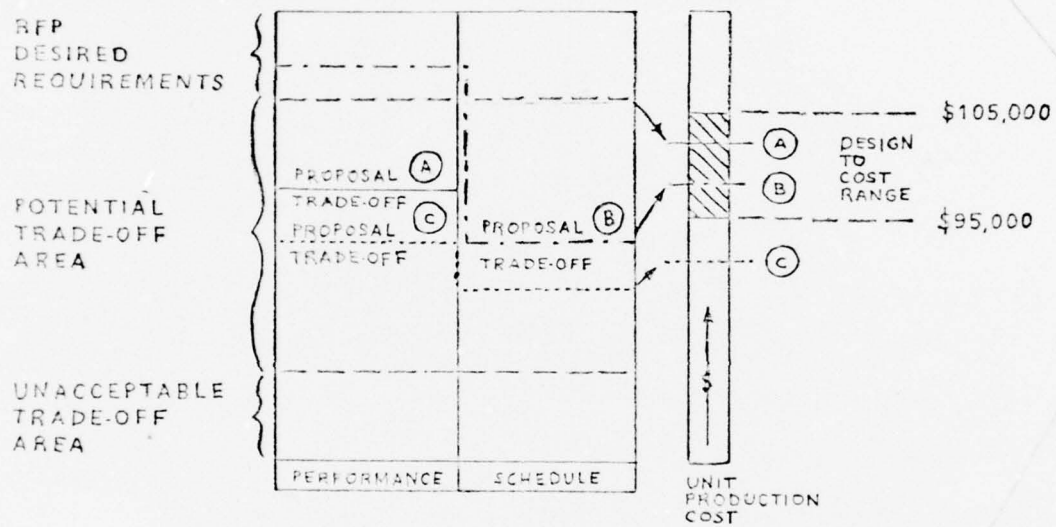 RFP
DESIRED
REQUIREMENTS
POTENTIAL
TRADE-OFF
AREA
UNACCEPTABLE
TRADE-OFF
AREA
PROPOSAL A
TRADE-OFF
PROPOSAL C
TRADE-OFF
PROPOSAL B
TRADE-OFF
PERFORMANCE
SCHEDULE
$105,000
A
B
DESIGN
TO
COST
RANGE
$95,000
C
$
UNIT
PRODUCTION
COST